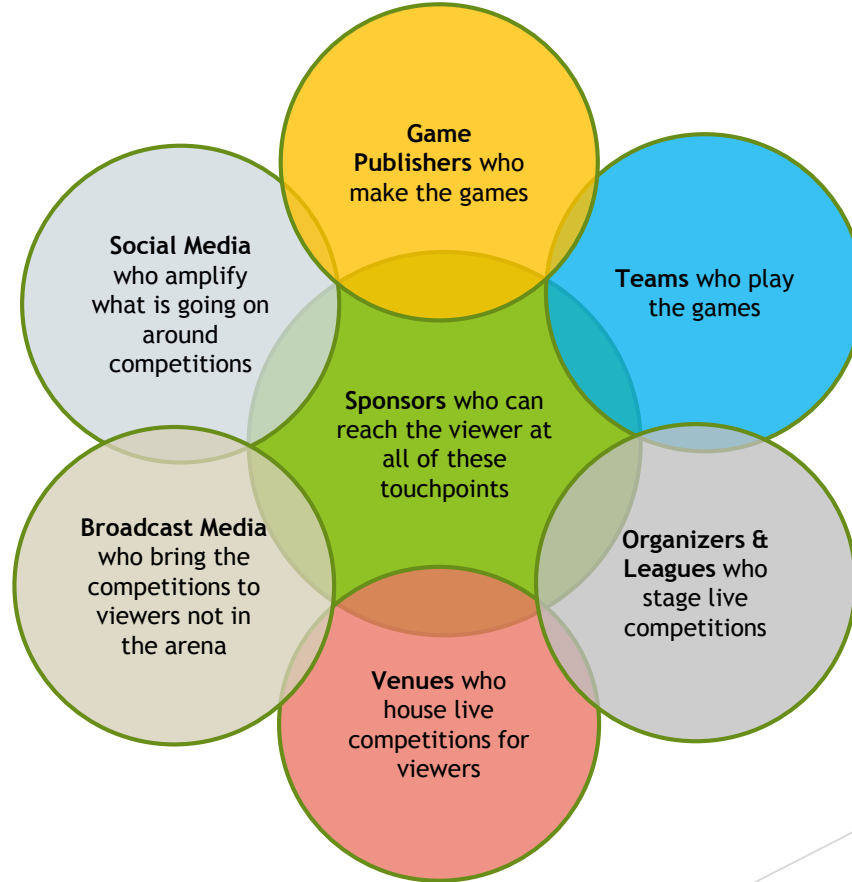 Game
Publishers who
make the games
Social Media
who amplify
what is going on
around
competitions
Teams who play
the games
Sponsors who can
reach the viewer at
all of these
touchpoints
Broadcast Media
who bring the
competitions to
viewers not in
the arena
Organizers &
Leagues who
stage live
competitions
Venues who
house live
competitions for
viewers